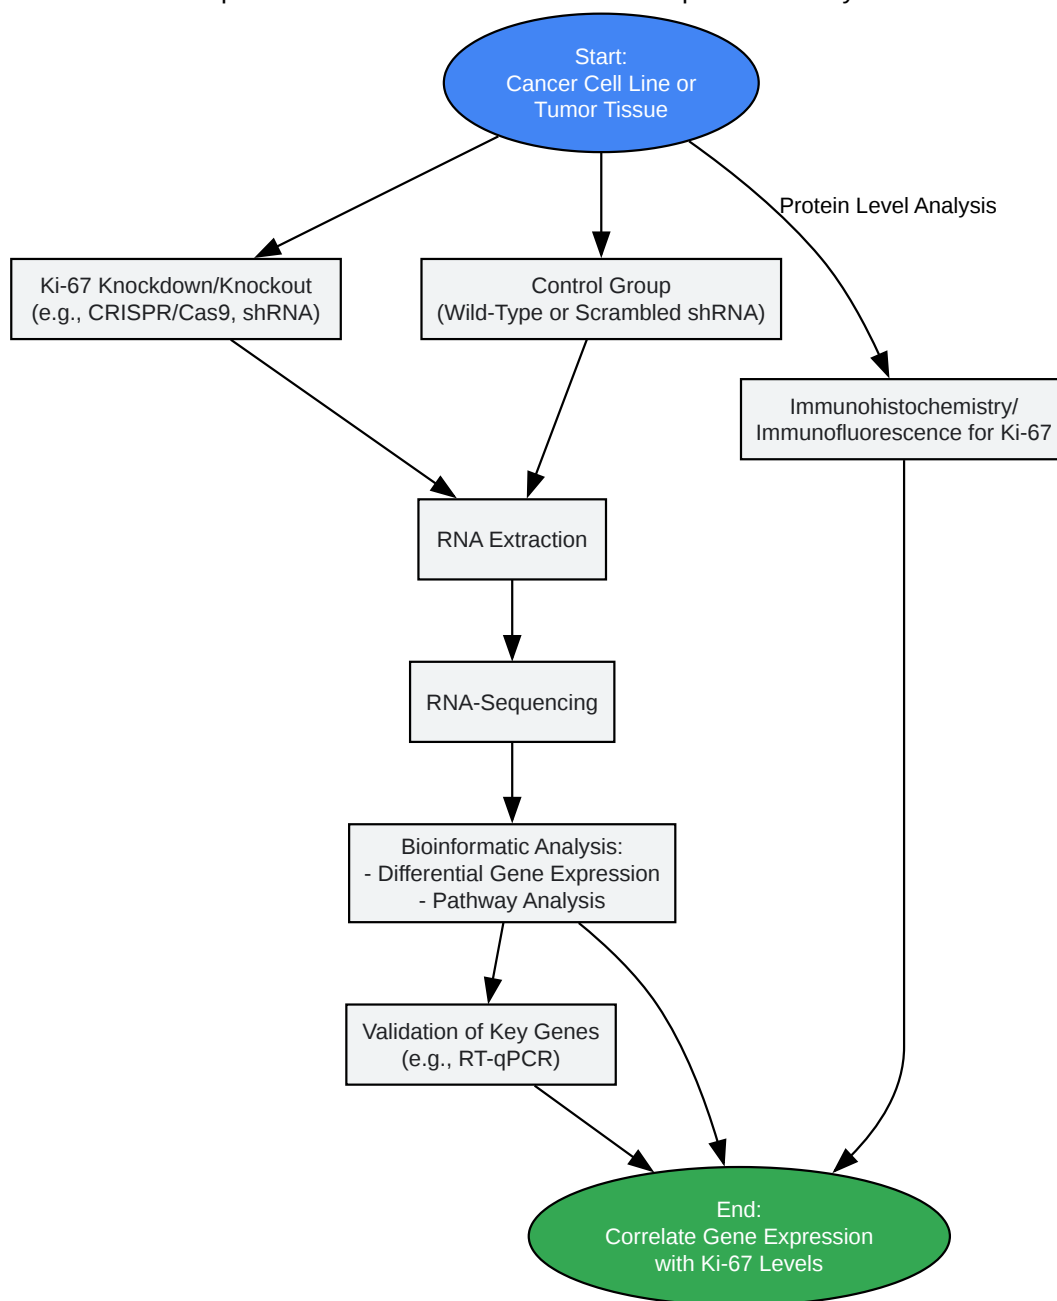 Start:
Cancer Cell Line or
Tumor Tissue
Protein Level Analysis
Ki-67 Knockdown/Knockout
(e.g., CRISPR/Cas9, shRNA)
Control Group
(Wild-Type or Scrambled shRNA)
Immunohistochemistry/
Immunofluorescence for Ki-67
RNA Extraction
RNA-Sequencing
Bioinformatic Analysis:
- Differential Gene Expression
- Pathway Analysis
Validation of Key Genes
(e.g., RT-qPCR)
End:
Correlate Gene Expression
with Ki-67 Levels